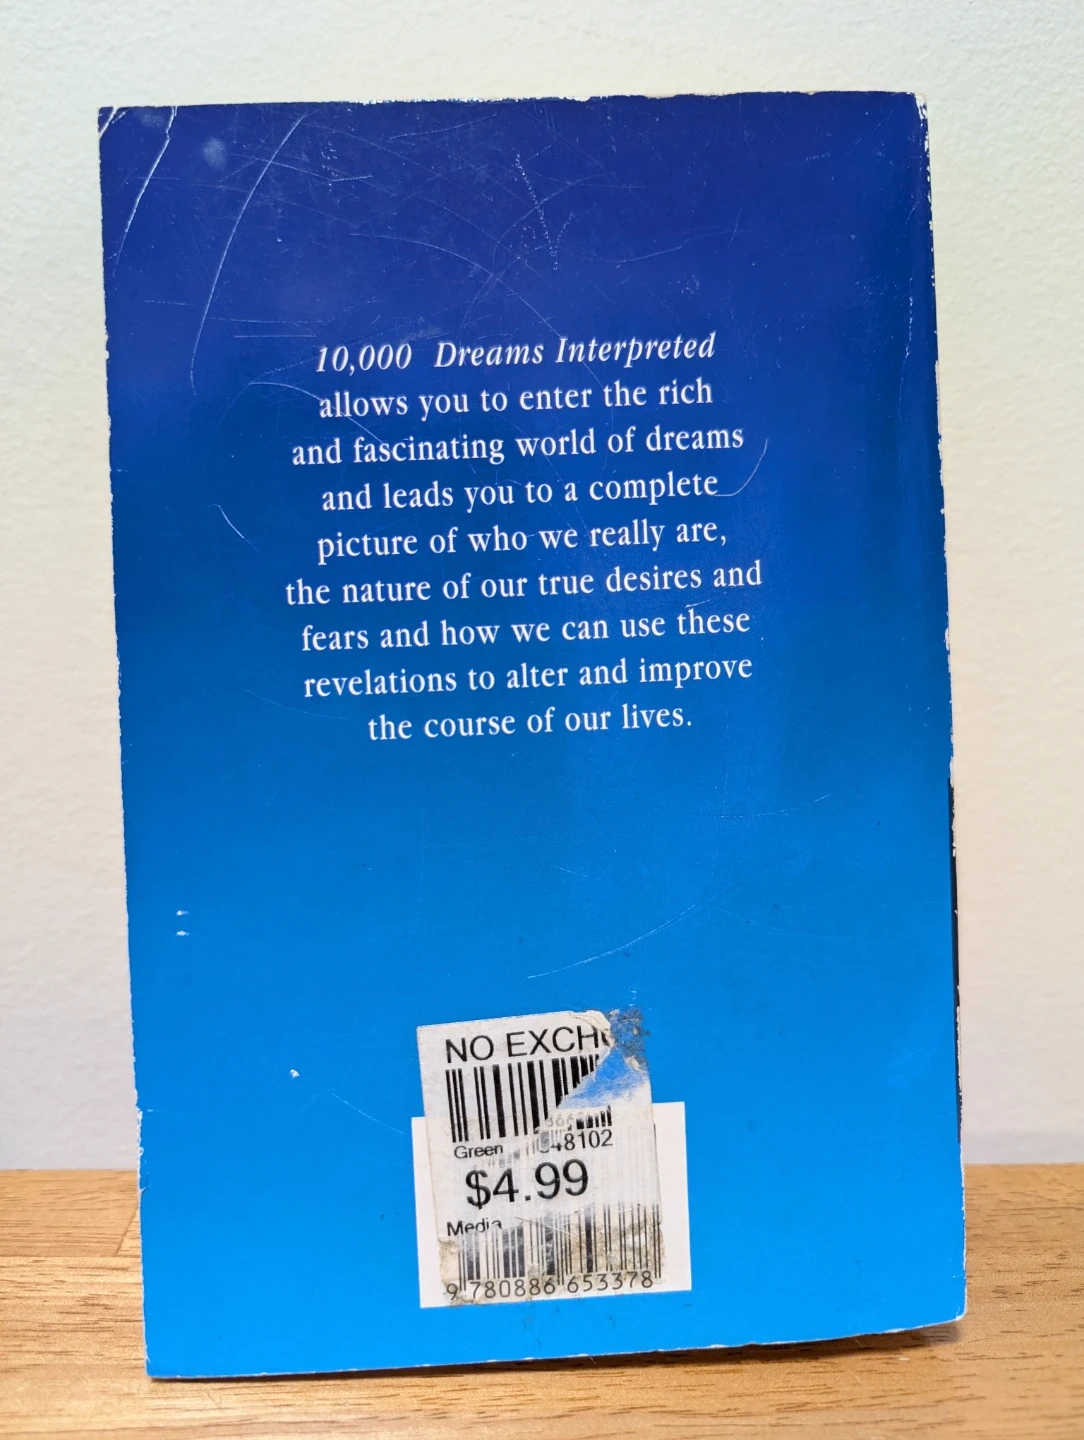 10,000 Dreams Interpreted
allows you to enter the rich
and fascinating world of dreams
and leads you to a complete
picture of who we really are,
the nature of our true desires and
fears and how we can use these
revelations to alter and improve
the course of our lives.
NO EXCH
Green 48102
$4.99
Media
9 780886 653378